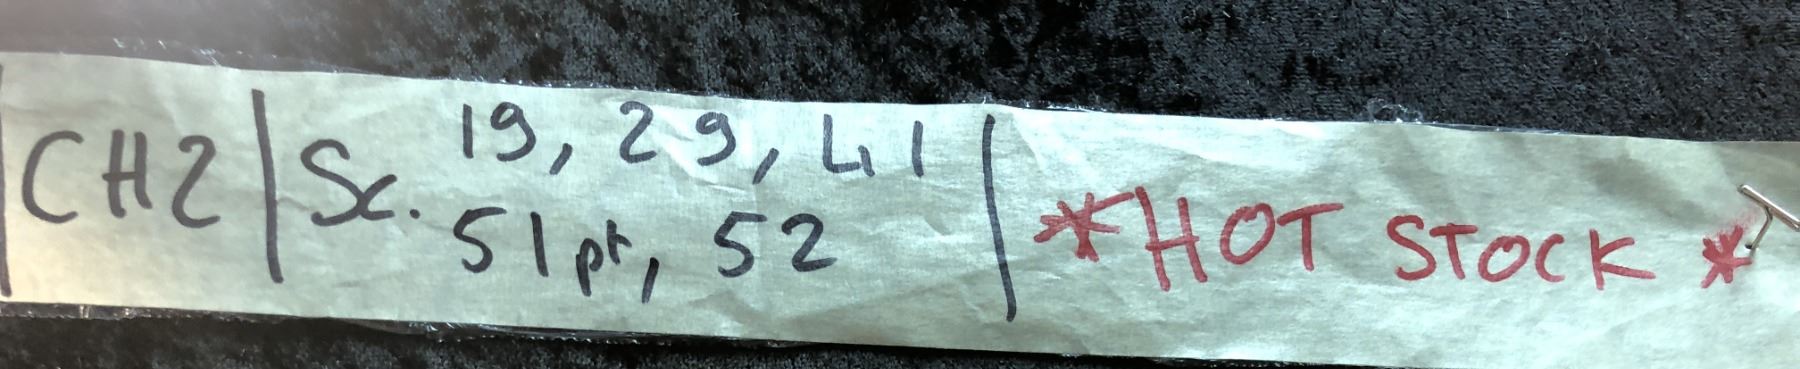 CH2 | Sc. 19, 29, 41 | *HOT STOCK*
51pt, 52